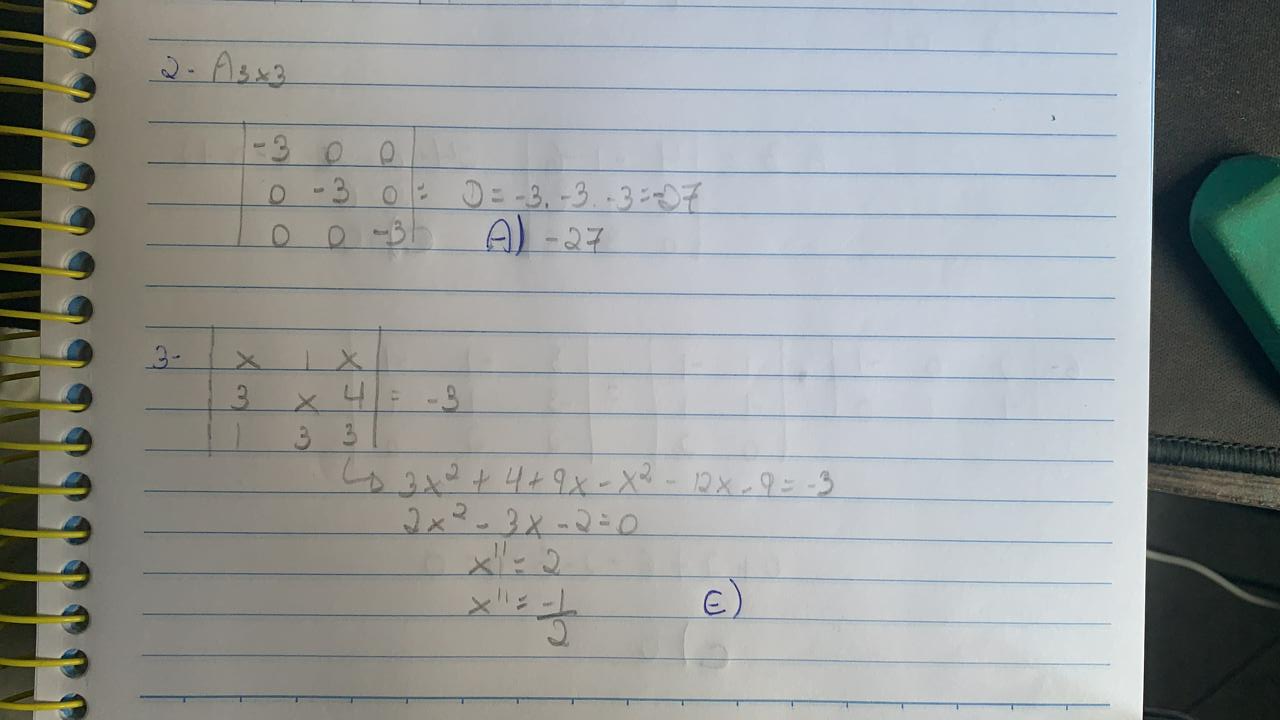 2- A3x3
| -3 0 0 |
| 0 -3 0 | = D = -3. -3. -3 = -27
| 0 0 -3 | A) -27
3- | x 1 x |
| 3 x 4 | = -3
| 1 3 3 |
↳ 3x² + 4 + 9x - x² - 12x - 9 = -3
2x² - 3x - 2 = 0
x'' = 2
x'' = -1/2 E)